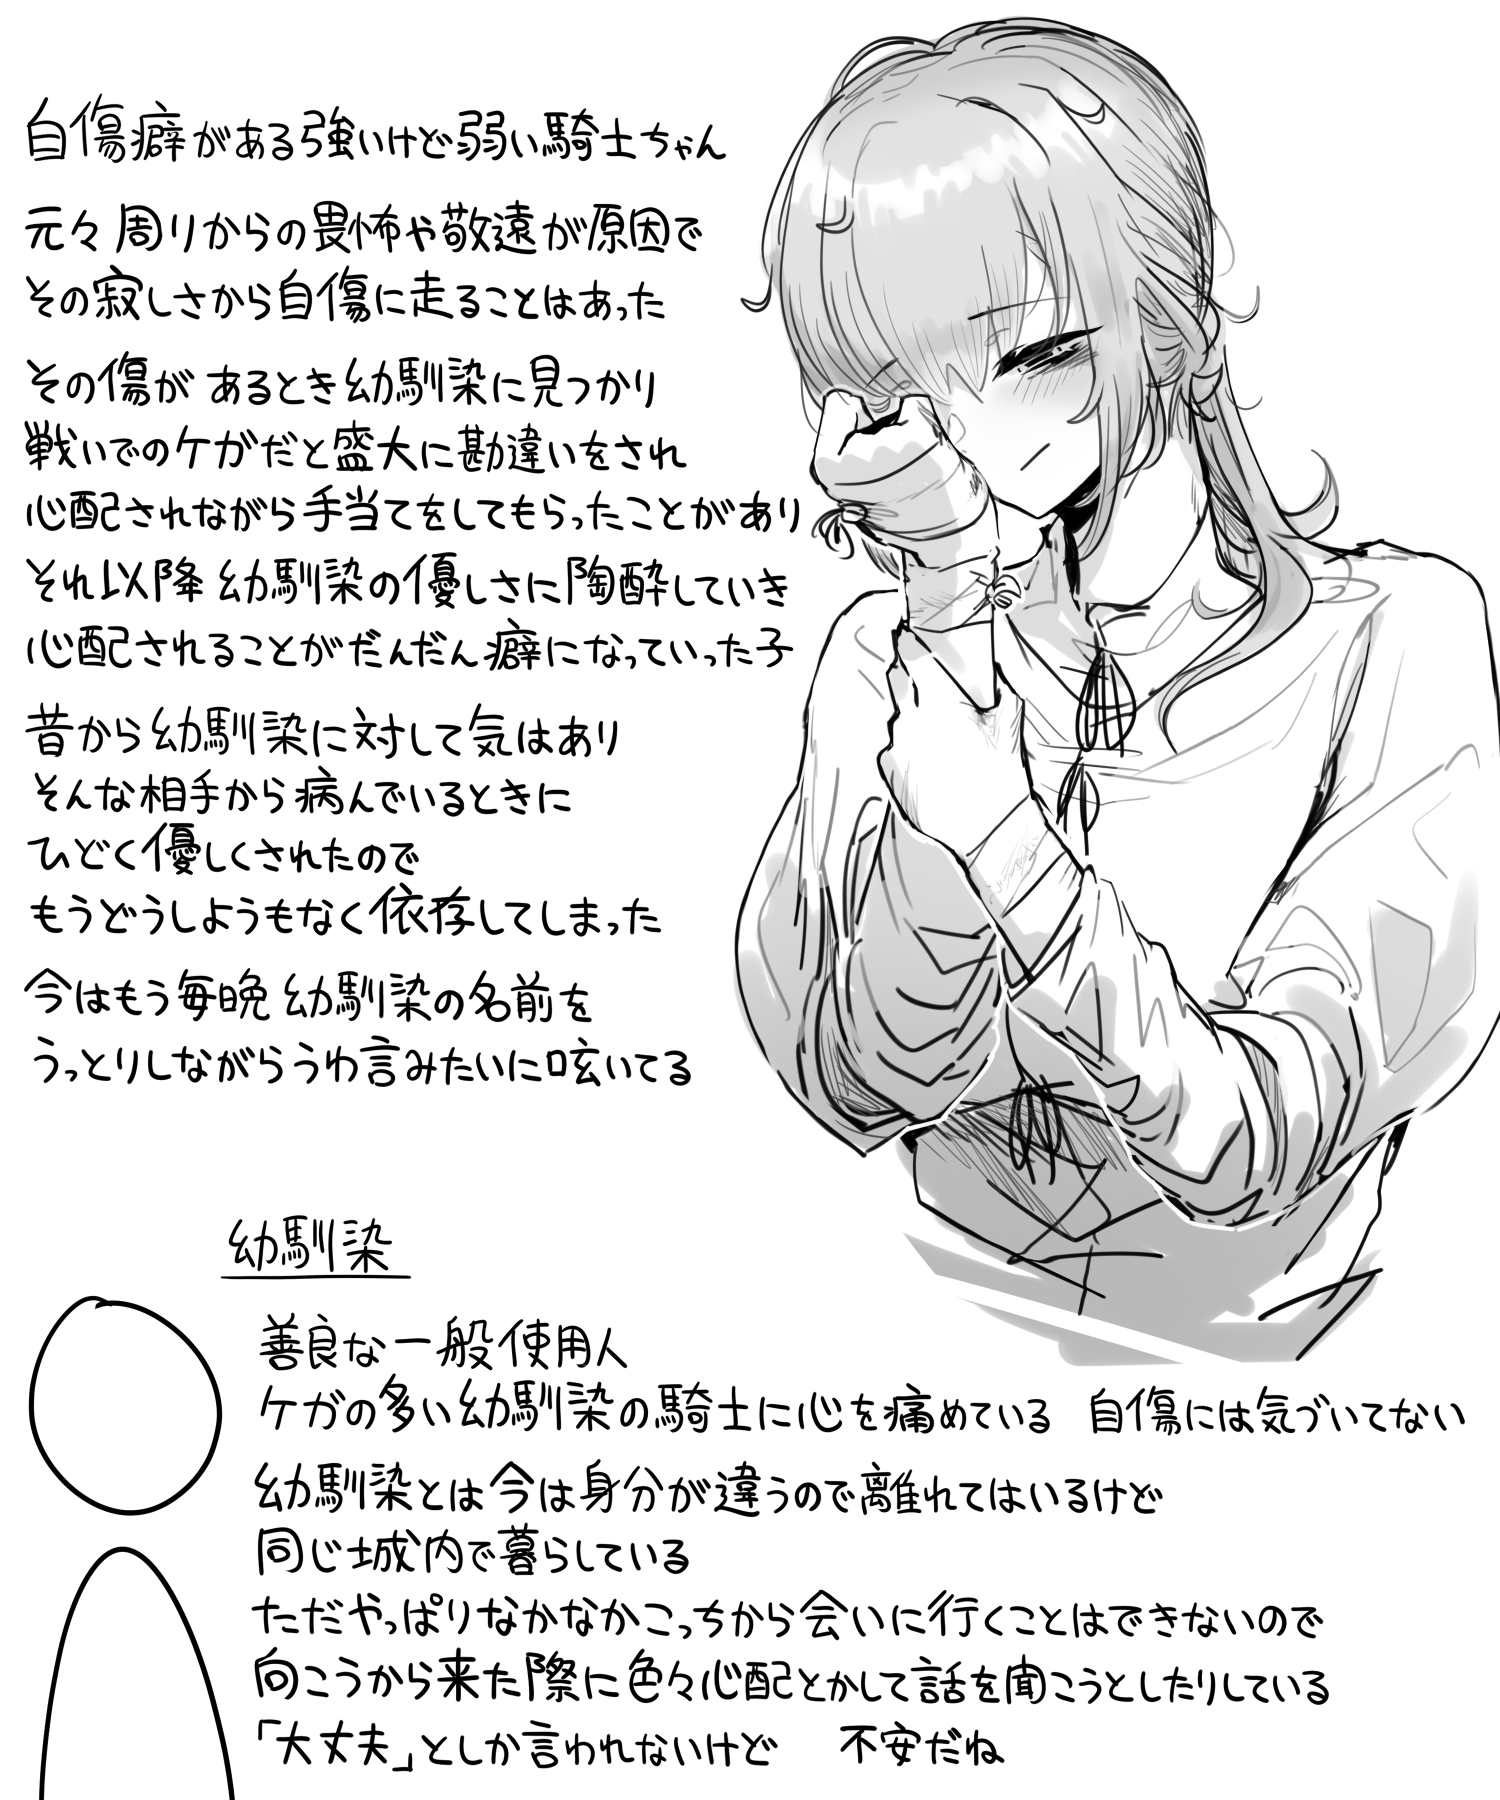 自傷癖がある強いけど弱い騎士ちゃん
元々周りからの畏怖や敬遠が原因で
その寂しさから自傷に走ることはあった
その傷があるとき幼馴染に見つかり
戦いでのケガだと盛大に勘違いをされ
心配されながら手当てをしてもらったことがあり
それ以降幼馴染の優しさに陶酔していき
心配されることがだんだん癖になっていった子
昔から幼馴染に対して気はあり
そんな相手から病んでいるときに
ひどく優しくされたので
もうどうしようもなく依存してしまった
今はもう毎晩幼馴染の名前を
うっとりしながらうわ言みたいに呟いてる
幼馴染
善良な一般使用人
ケガの多い幼馴染の騎士に心を痛めている 自傷には気づいてない
幼馴染とは今は身分が違うので離れてはいるけど
同じ城内で暮らしている
ただやっぱりなかなかこっちから会いに行くことはできないので
向こうから来た際に色々心配とかして話を聞こうとしたりしている
「大丈夫」としか言われないけど 不安だね